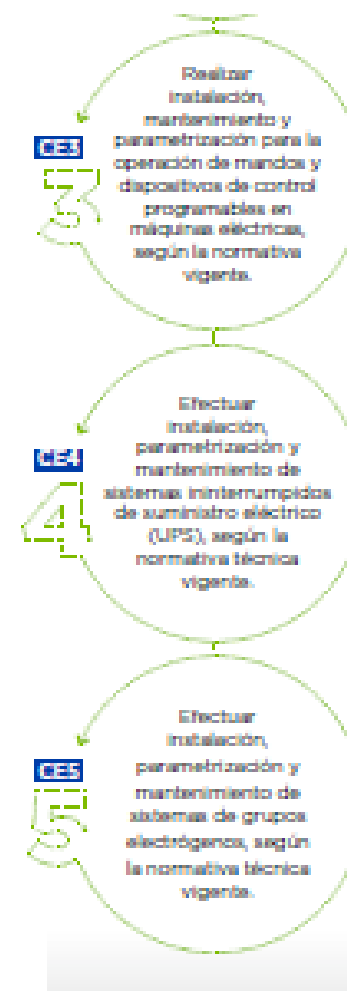 CE3
3
Realizar
instalación,
mantenimiento y
parametrización para la
operación de mandos y
dispositivos de control
programables en
máquinas eléctricas,
según la normativa
vigente.
CE4
4
Efectuar
instalación,
parametrización y
mantenimiento de
sistemas ininterrumpidos
de suministro eléctrico
(UPS), según la
normativa técnica
vigente.
CE5
5
Efectuar
instalación,
parametrización y
mantenimiento de
sistemas de grupos
electrógenos, según
la normativa técnica
vigente.